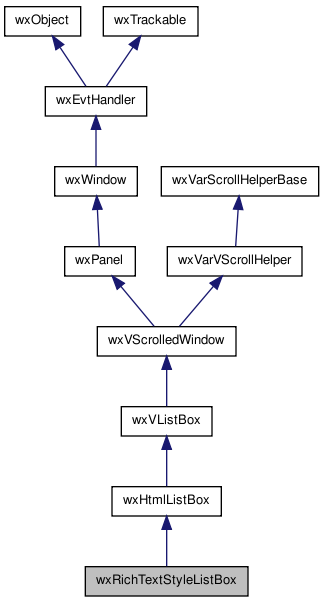 wxObject
wxTrackable
wxEvtHandler
wxWindow
wxVarScrollHelperBase
wxPanel
wxVarVScrollHelper
wxVScrolledWindow
wxVListBox
wxHtmlListBox
wxRichTextStyleListBox